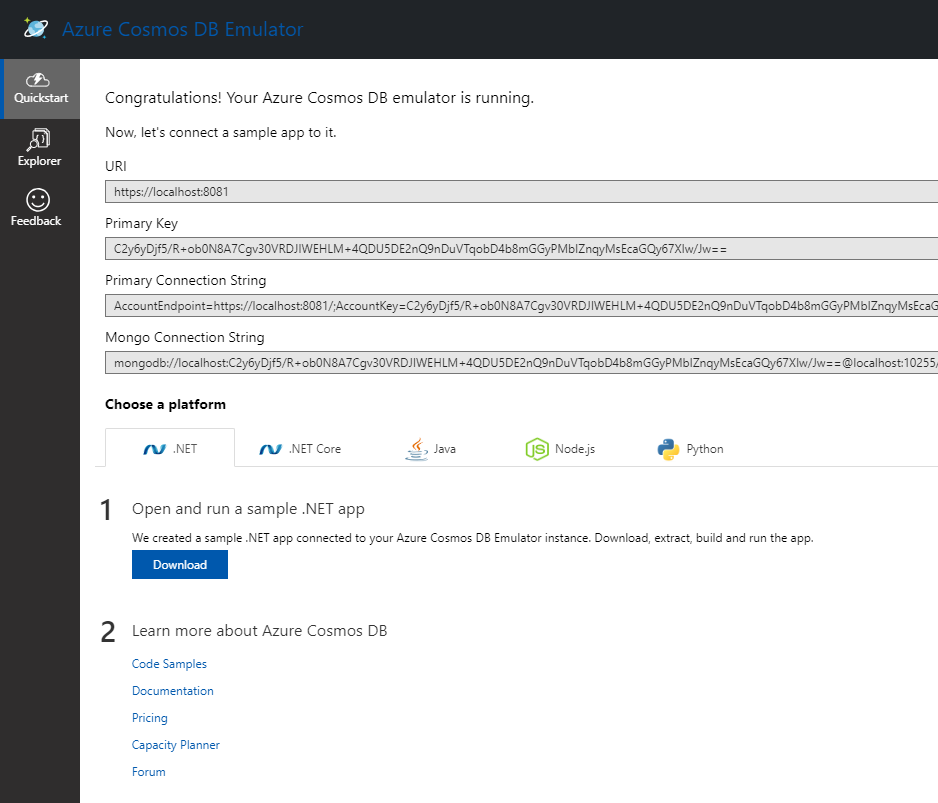 Azure Cosmos DB Emulator
Quickstart
Explorer
Feedback
Congratulations! Your Azure Cosmos DB emulator is running.
Now, let's connect a sample app to it.
URI
https://localhost:8081
Primary Key
C2y6yDjf5/R+ob0N8A7Cgv30VRDJIWEHLM+4QDU5DE2nQ9nDuVTqobD4b8mGGyPMbIZnqyMsEcaGQy67XIw/Jw==
Primary Connection String
AccountEndpoint=https://localhost:8081/;AccountKey=C2y6yDjf5/R+ob0N8A7Cgv30VRDJIWEHLM+4QDU5DE2nQ9nDuVTqobD4b8mGGyPMbIZnqyMsEcaG
Mongo Connection String
mongodb://localhost:C2y6yDjf5/R+ob0N8A7Cgv30VRDJIWEHLM+4QDU5DE2nQ9nDuVTqobD4b8mGGyPMbIZnqyMsEcaGQy67XIw/Jw==@localhost:10255/
Choose a platform
.NET .NET Core Java Node.js Python
1 Open and run a sample .NET app
We created a sample .NET app connected to your Azure Cosmos DB Emulator instance. Download, extract, build and run the app.
Download
2 Learn more about Azure Cosmos DB
Code Samples
Documentation
Pricing
Capacity Planner
Forum